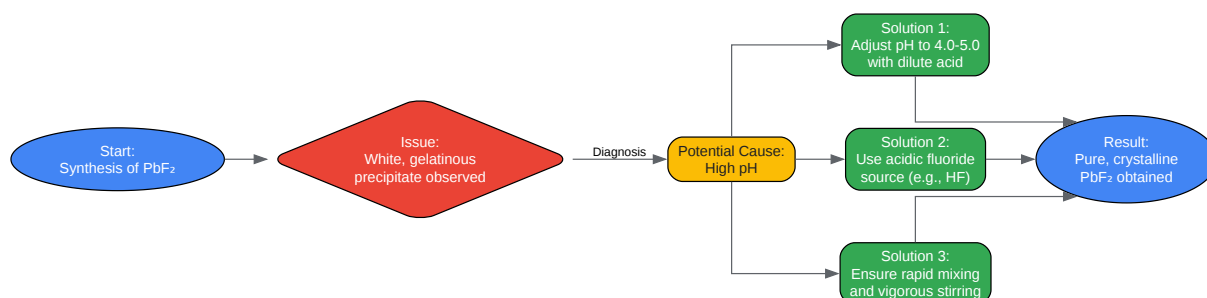 Start:
Synthesis of PbF₂
Issue:
White, gelatinous
precipitate observed
Diagnosis
Potential Cause:
High pH
Solution 1:
Adjust pH to 4.0-5.0
with dilute acid
Solution 2:
Use acidic fluoride
source (e.g., HF)
Solution 3:
Ensure rapid mixing
and vigorous stirring
Result:
Pure, crystalline
PbF₂ obtained